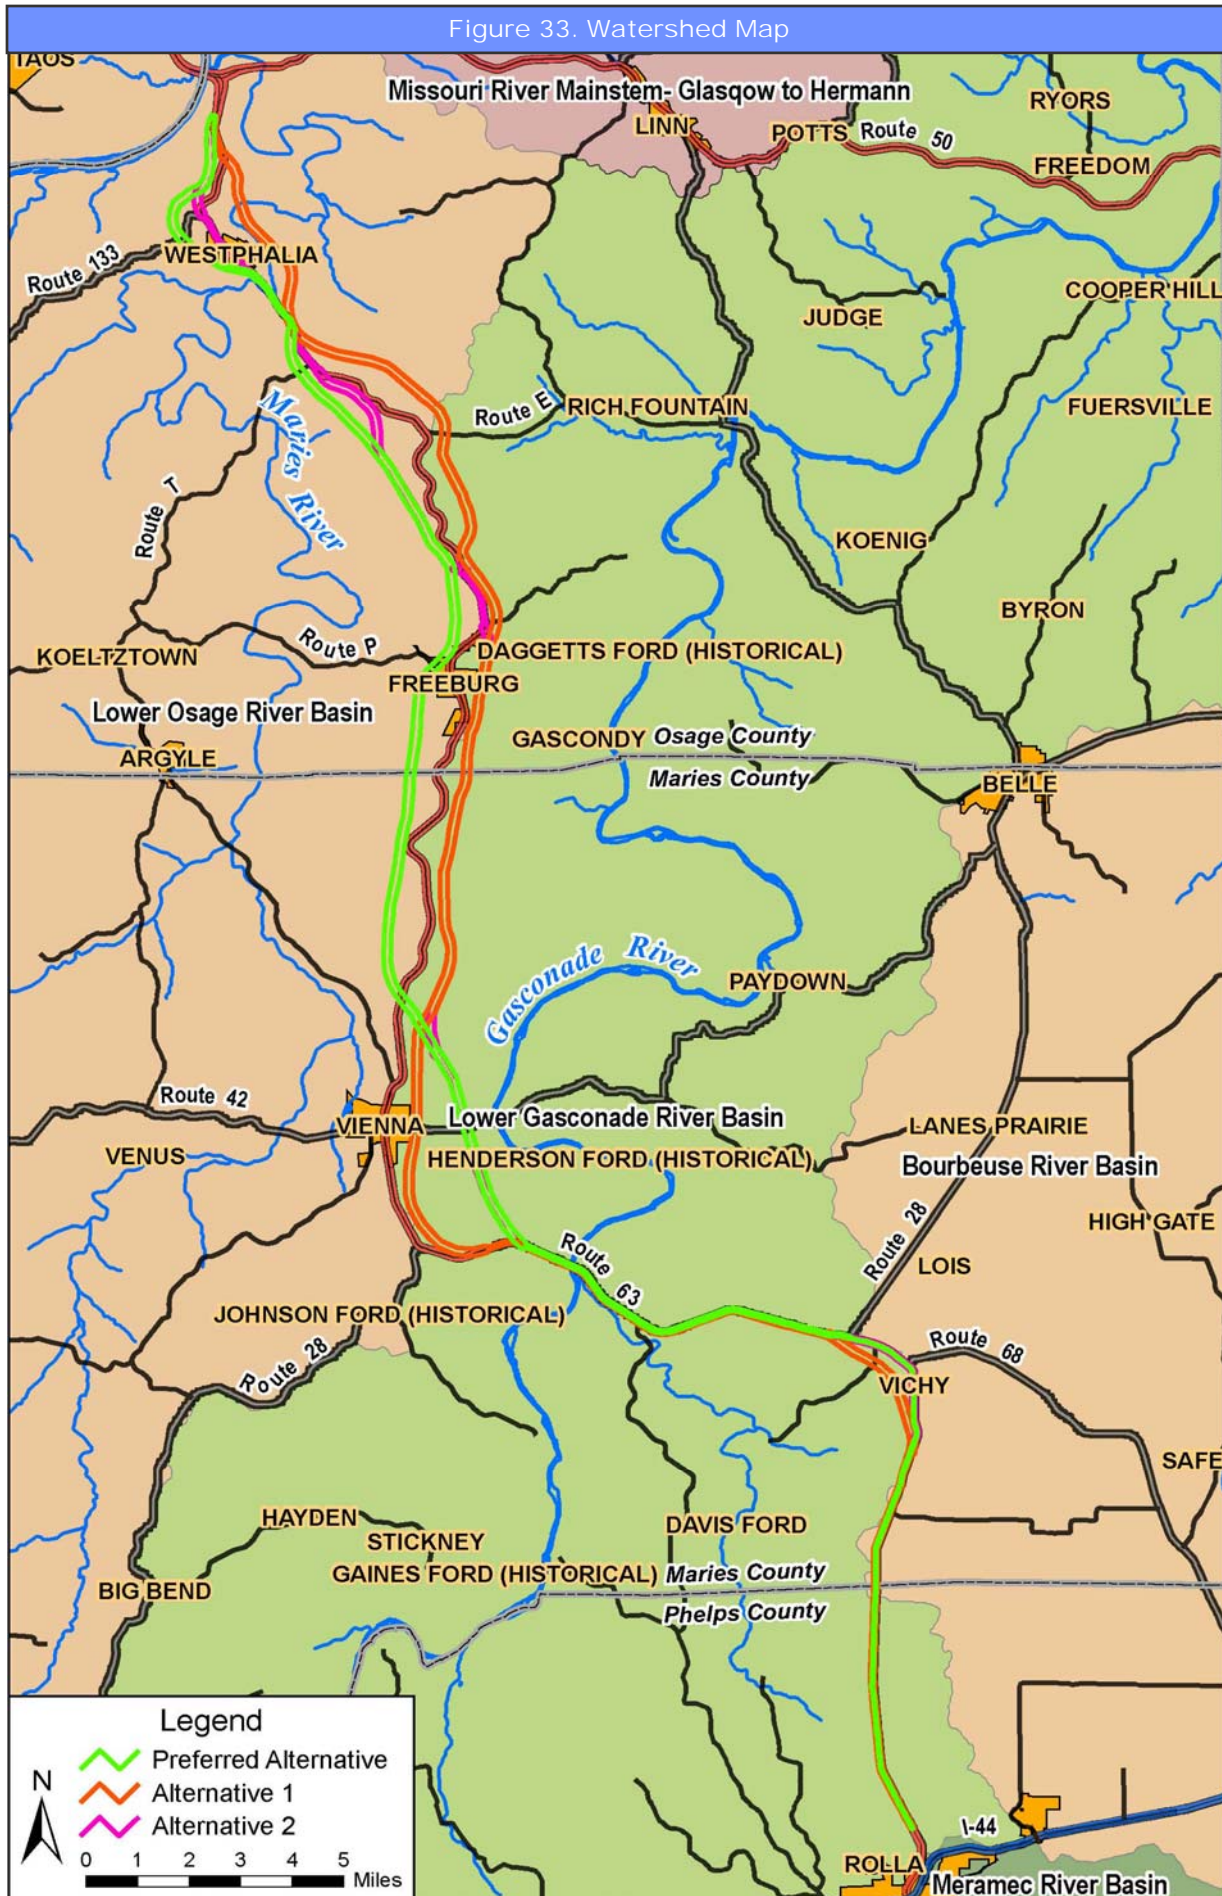 Figure 33. Watershed Map
TAOS
Missouri River Mainstem- Glasqow to Hermann
RYORS
LINN
POTTS
Route 50
FREEDOM
WESTPHALIA
Route 133
COOPER HILL
JUDGE
Route E
RICH FOUNTAIN
FUERSVILLE
Maries River
Route T
KOENIG
BYRON
Route P
KOELTZTOWN
DAGGETTS FORD (HISTORICAL)
FREEBURG
Lower Osage River Basin
GASCONDY
Osage County
ARGYLE
Maries County
BELLE
Gasconade River
PAYDOWN
Route 42
VIENNA
Lower Gasconade River Basin
LANES PRAIRIE
VENUS
HENDERSON FORD (HISTORICAL)
Bourbeuse River Basin
HIGH GATE
Route 28
Route 63
LOIS
JOHNSON FORD (HISTORICAL)
Route 28
Route 68
VICHY
SAFE
HAYDEN
DAVIS FORD
STICKNEY
GAINES FORD (HISTORICAL)
Maries County
BIG BEND
Phelps County
Legend
Preferred Alternative
Alternative 1
Alternative 2
N
0 1 2 3 4 5
Miles
I-44
ROLLA
Meramec River Basin